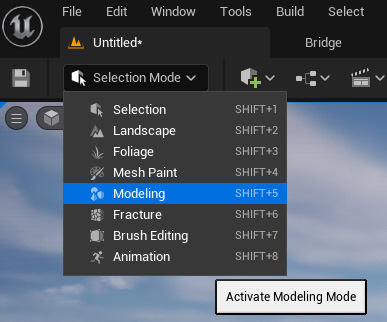 File Edit Window Tools Build Select
Untitled* Bridge
Selection Mode
Selection SHIFT+1
Landscape SHIFT+2
Foliage SHIFT+3
Mesh Paint SHIFT+4
Modeling SHIFT+5
Fracture SHIFT+6
Brush Editing SHIFT+7
Animation SHIFT+8
Activate Modeling Mode